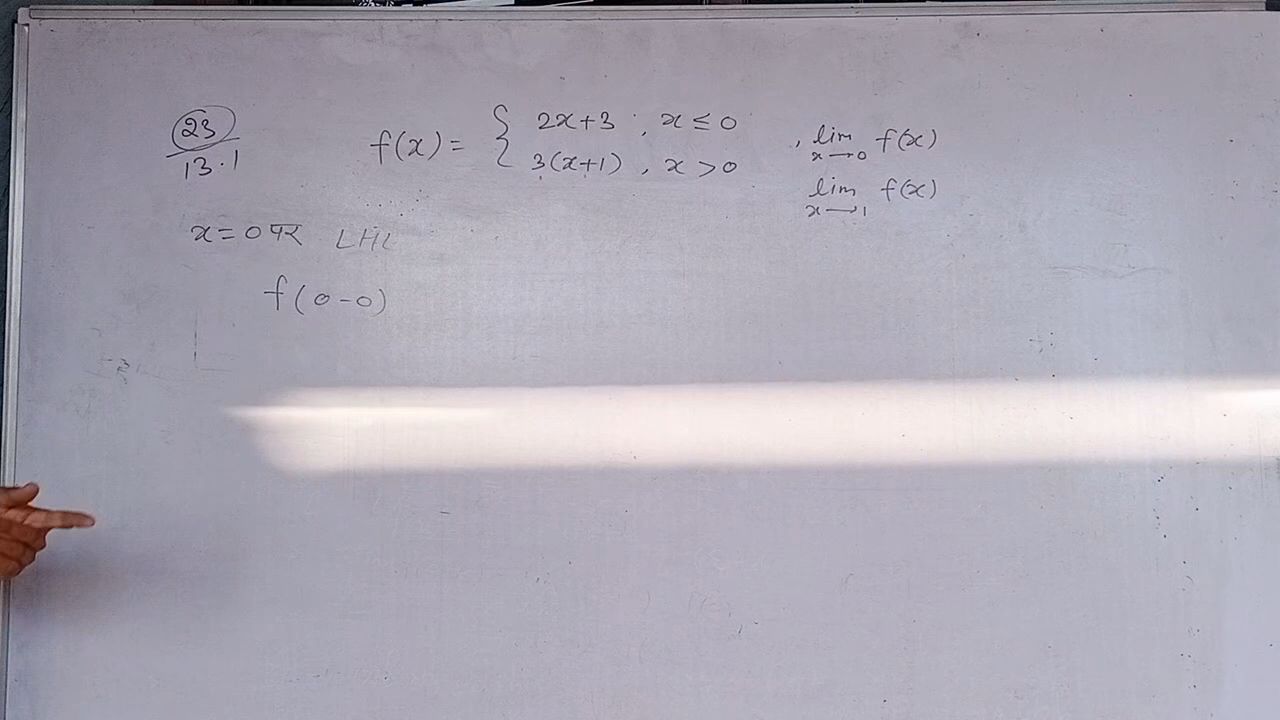 23
13.1
f(x) = { 2x+3 , x ≤ 0
3(x+1) , x > 0
, lim x→0 f(x)
lim x→1 f(x)
x = 0 पर LHL
f(0-0)